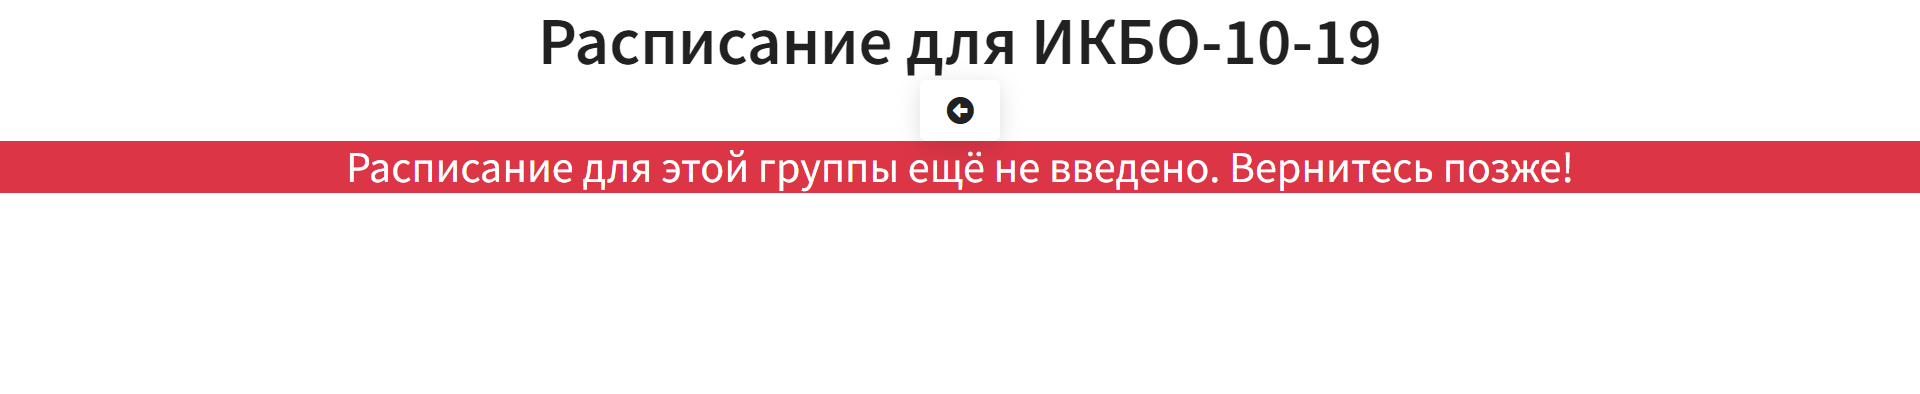 Расписание для ИКБО-10-19
Расписание для этой группы ещё не введено. Вернитесь позже!